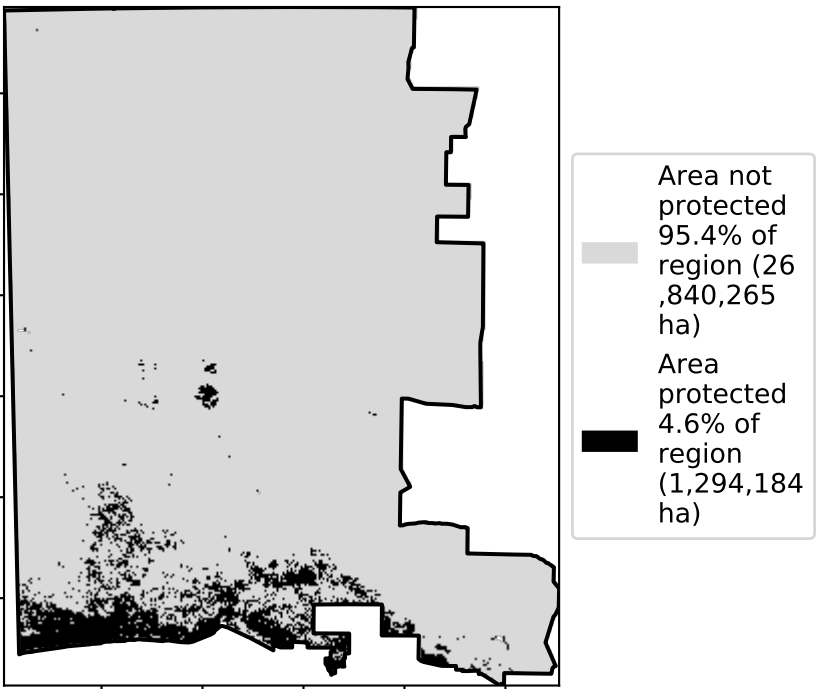 Area not
protected
95.4% of
region (26
,840,265
ha)
Area
protected
4.6% of
region
(1,294,184
ha)